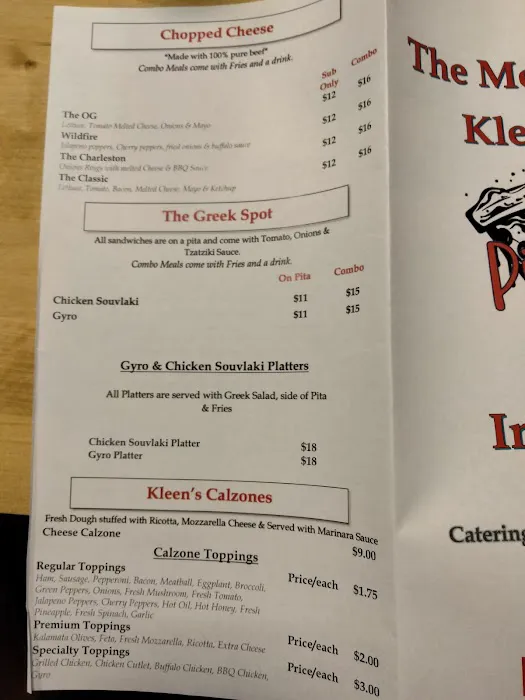 Chopped Cheese
*Made with 100% pure beef*
Combo Meals come with Fries and a drink.
Sub Only Combo
The OG $12 $16
Lettuce, Tomato Melted Cheese, Onions & Mayo
Wildfire $12 $16
Jalapeno peppers, Cherry peppers, fried onions & buffalo sauce
The Charleston $12 $16
Onions Rings with melted Cheese & BBQ Sauce
The Classic $12 $16
Lettuce, Tomato, Bacon, Melted Cheese, Mayo & Ketchup
The Greek Spot
All sandwiches are on a pita and come with Tomato, Onions &
Tzatziki Sauce.
Combo Meals come with Fries and a drink.
On Pita Combo
Chicken Souvlaki $11 $15
Gyro $11 $15
Gyro & Chicken Souvlaki Platters
All Platters are served with Greek Salad, side of Pita
& Fries
Chicken Souvlaki Platter $18
Gyro Platter $18
Kleen's Calzones
Fresh Dough stuffed with Ricotta, Mozzarella Cheese & Served with Marinara Sauce
Cheese Calzone $9.00
Calzone Toppings
Regular Toppings Price/each $1.75
Ham, Sausage, Pepperoni, Bacon, Meatball, Eggplant, Broccoli,
Green Peppers, Onions, Fresh Mushroom, Fresh Tomato,
Jalapeno Peppers, Cherry Peppers, Hot Oil, Hot Honey, Fresh
Pineapple, Fresh Spinach, Garlic
Premium Toppings Price/each $2.00
Kalamata Olives, Feta, Fresh Mozzarella, Ricotta, Extra Cheese
Specialty Toppings Price/each $3.00
Grilled Chicken, Chicken Cutlet, Buffalo Chicken, BBQ Chicken,
Gyro
The Me
Kle
In
Catering